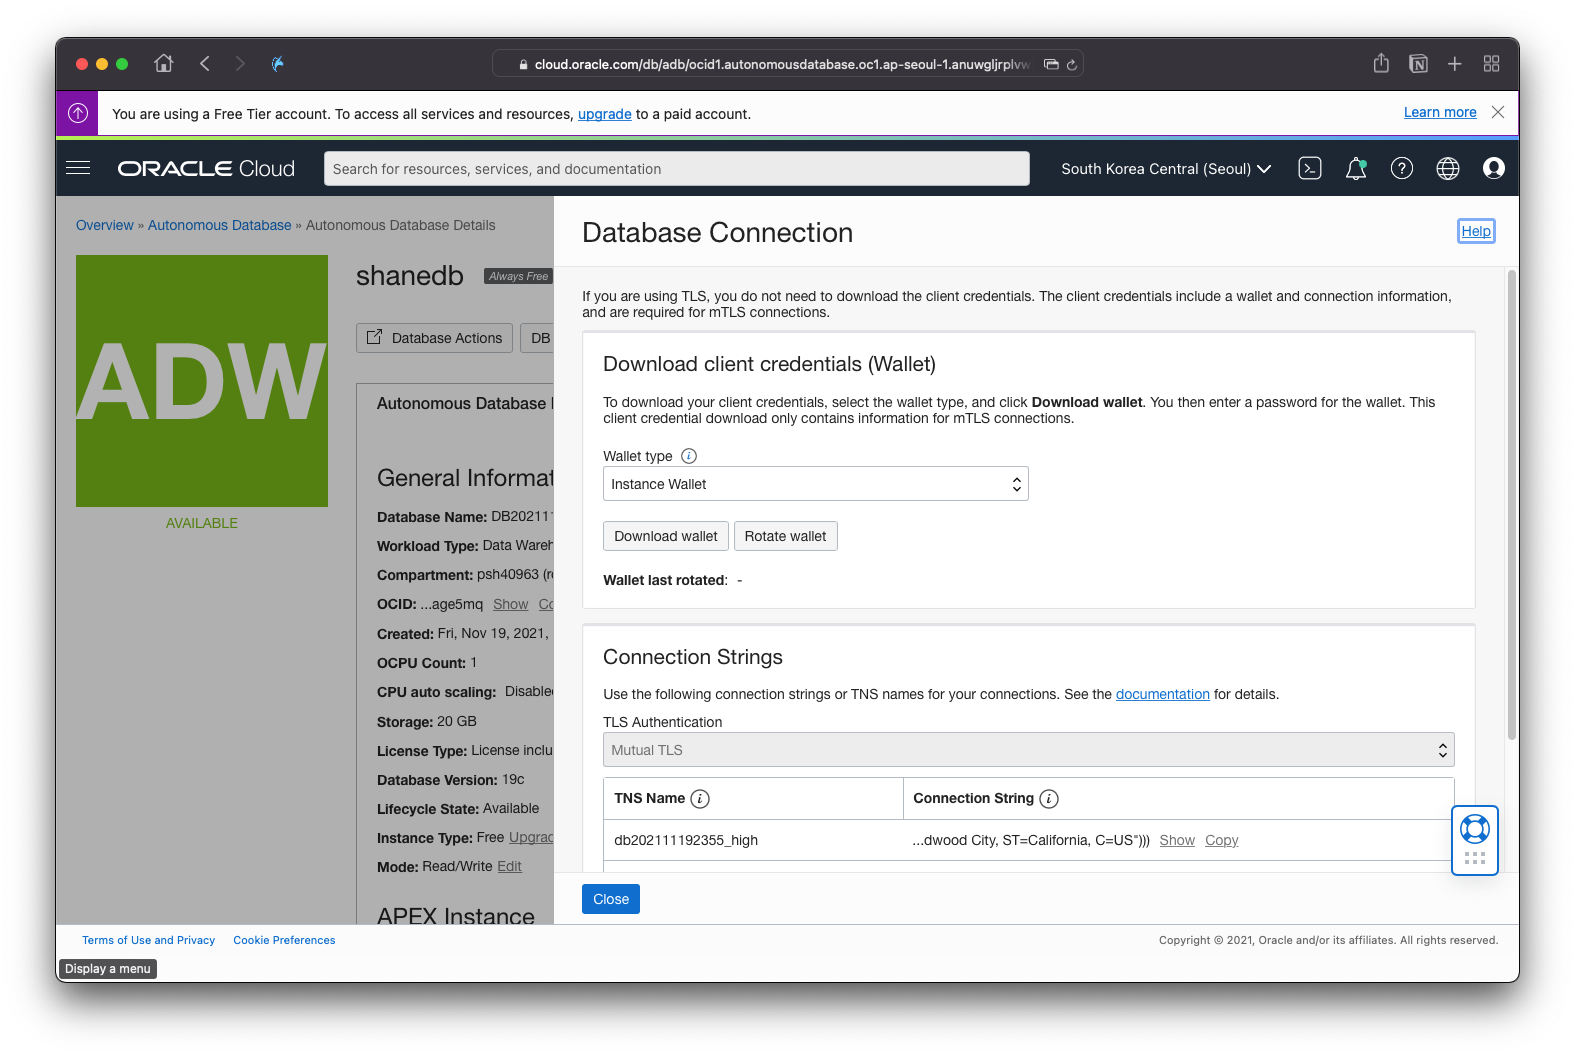 cloud.oracle.com/db/adb/ocid1.autonomousdatabase.oc1.ap-seoul-1.anuwgljrplvw
You are using a Free Tier account. To access all services and resources, upgrade to a paid account.
Learn more
ORACLE Cloud
Search for resources, services, and documentation
South Korea Central (Seoul)
Overview » Autonomous Database » Autonomous Database Details
ADW
AVAILABLE
shanedb
Always Free
Database Actions
DB
Autonomous Database
General Informat
Database Name: DB20211
Workload Type: Data Wareh
Compartment: psh40963 (r
OCID: ...age5mq Show Co
Created: Fri, Nov 19, 2021,
OCPU Count: 1
CPU auto scaling: Disable
Storage: 20 GB
License Type: License inclu
Database Version: 19c
Lifecycle State: Available
Instance Type: Free Upgrad
Mode: Read/Write Edit
APEX Instance
Database Connection
Help
If you are using TLS, you do not need to download the client credentials. The client credentials include a wallet and connection information,
and are required for mTLS connections.
Download client credentials (Wallet)
To download your client credentials, select the wallet type, and click Download wallet. You then enter a password for the wallet. This
client credential download only contains information for mTLS connections.
Wallet type
Instance Wallet
Download wallet
Rotate wallet
Wallet last rotated: -
Connection Strings
Use the following connection strings or TNS names for your connections. See the documentation for details.
TLS Authentication
Mutual TLS
TNS Name
Connection String
db202111192355_high
...dwood City, ST=California, C=US"))) Show Copy
Close
Terms of Use and Privacy
Cookie Preferences
Copyright © 2021, Oracle and/or its affiliates. All rights reserved.
Display a menu